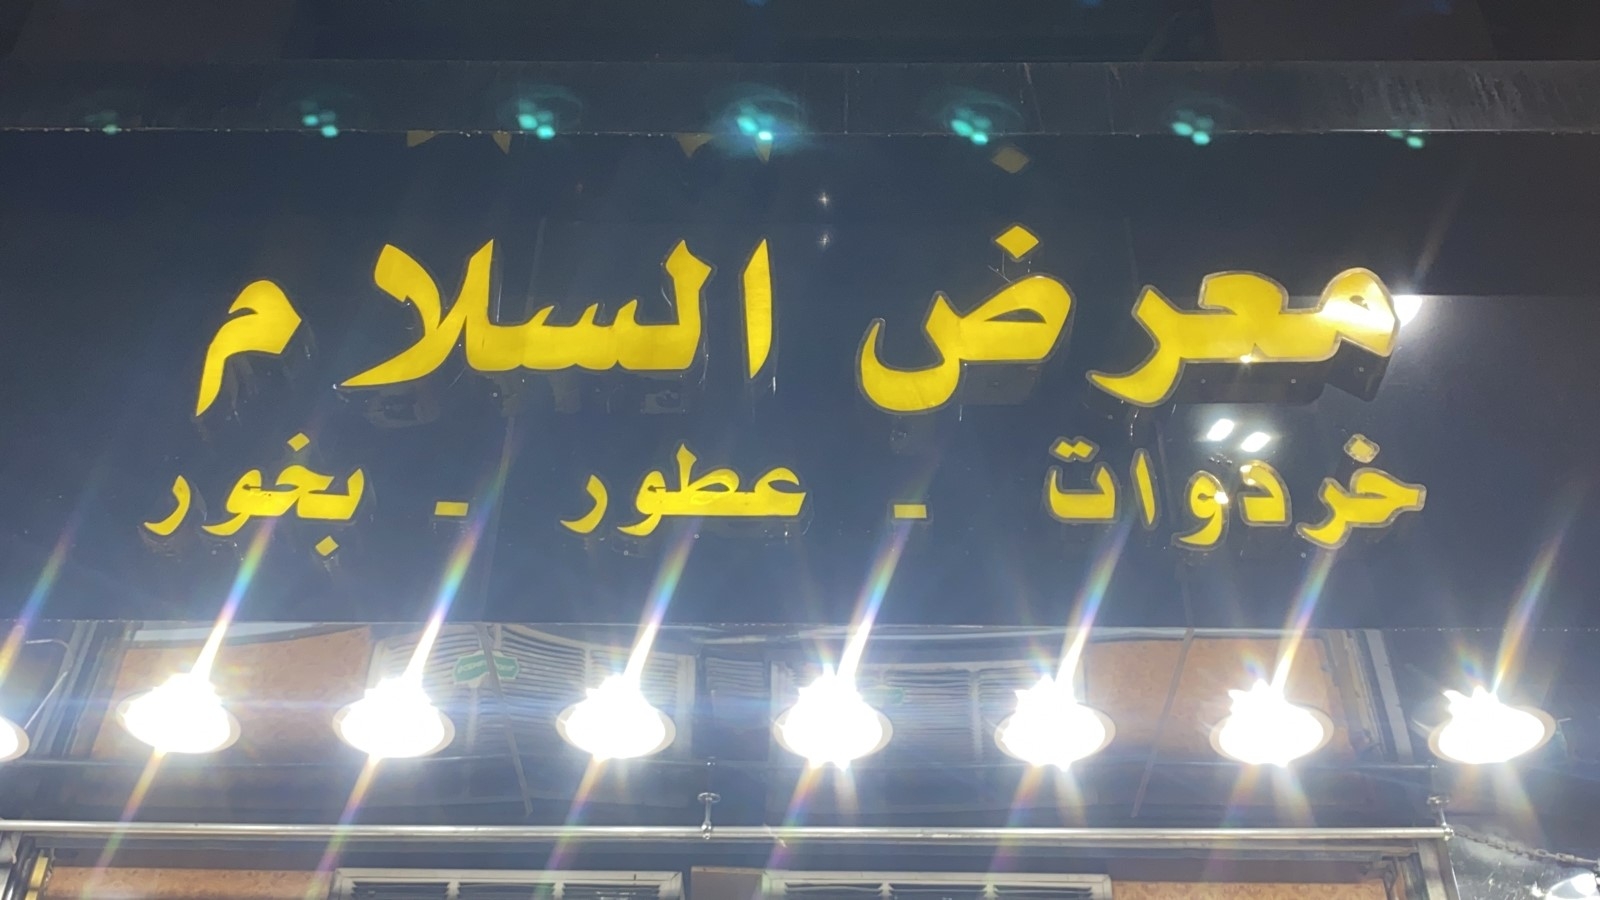 معرض السلام
خردوات - عطور - بخور